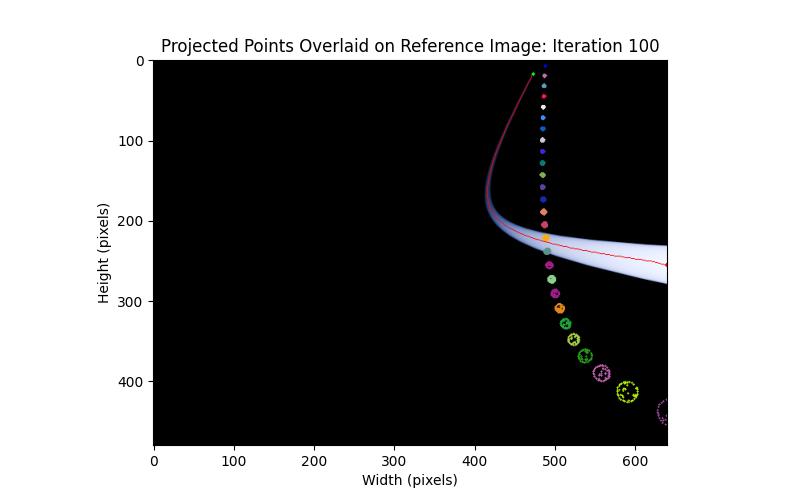 Projected Points Overlaid on Reference Image: Iteration 100
0
100
200
300
400
Height (pixels)
0 100 200 300 400 500 600
Width (pixels)